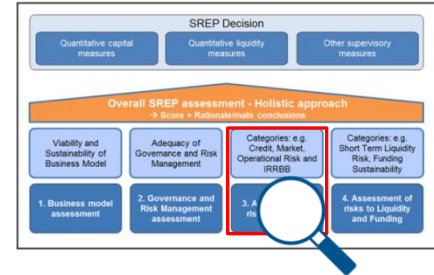 SREP Decision
Quantitative capital
measures
Quantitative liquidity
measures
Other supervisory
measures
Overall SREP assessment - Holistic approach
→ Score + Rationale/main conclusions
Viability and
Sustainability of
Business Model
Adequacy of
Governance and Risk
Management
Categories: e.g.
Credit, Market,
Operational Risk and
IRRBB
Categories: e.g.
Short Term Liquidity
Risk, Funding
Sustainability
1. Business model
assessment
2. Governance and
Risk Management
assessment
3.
4. Assessment of
risks to Liquidity
and Funding